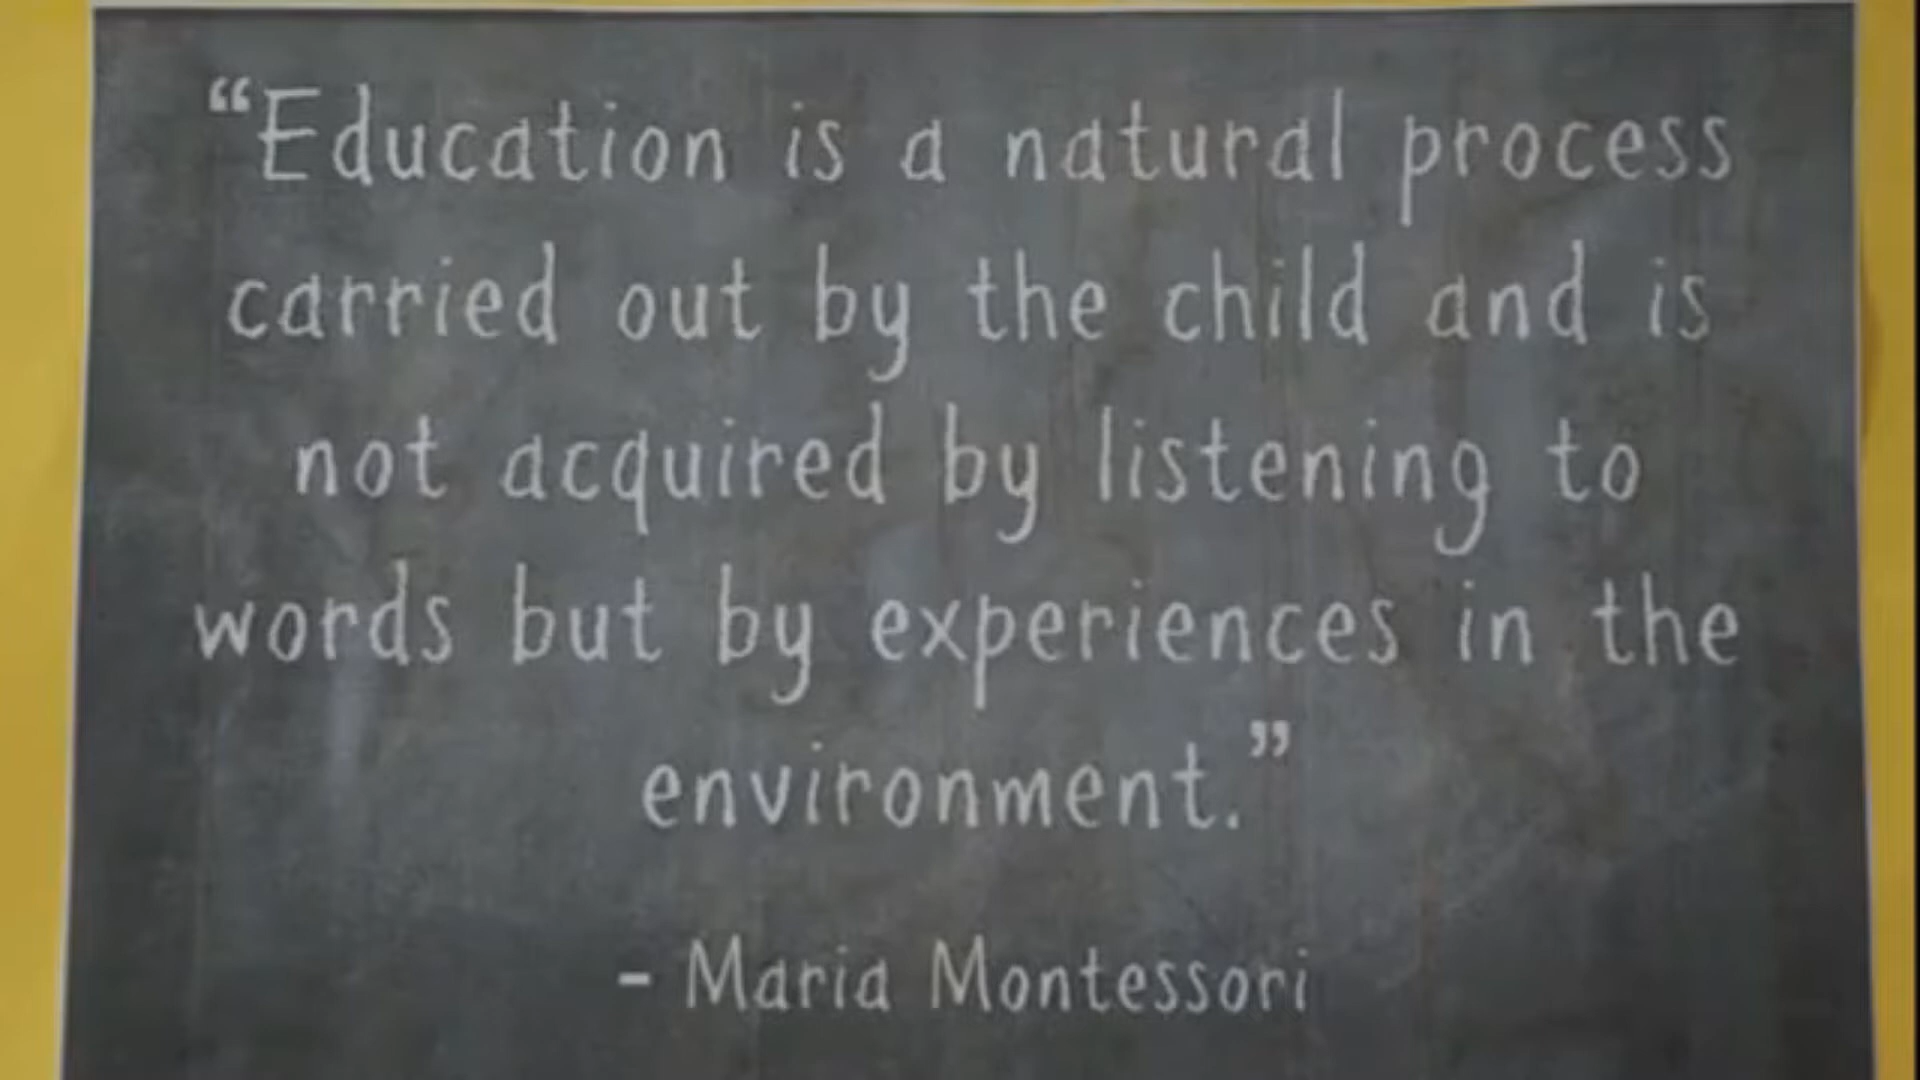 “Education is a natural process
carried out by the child and is
not acquired by listening to
words but by experiences in the
environment.”
- Maria Montessori